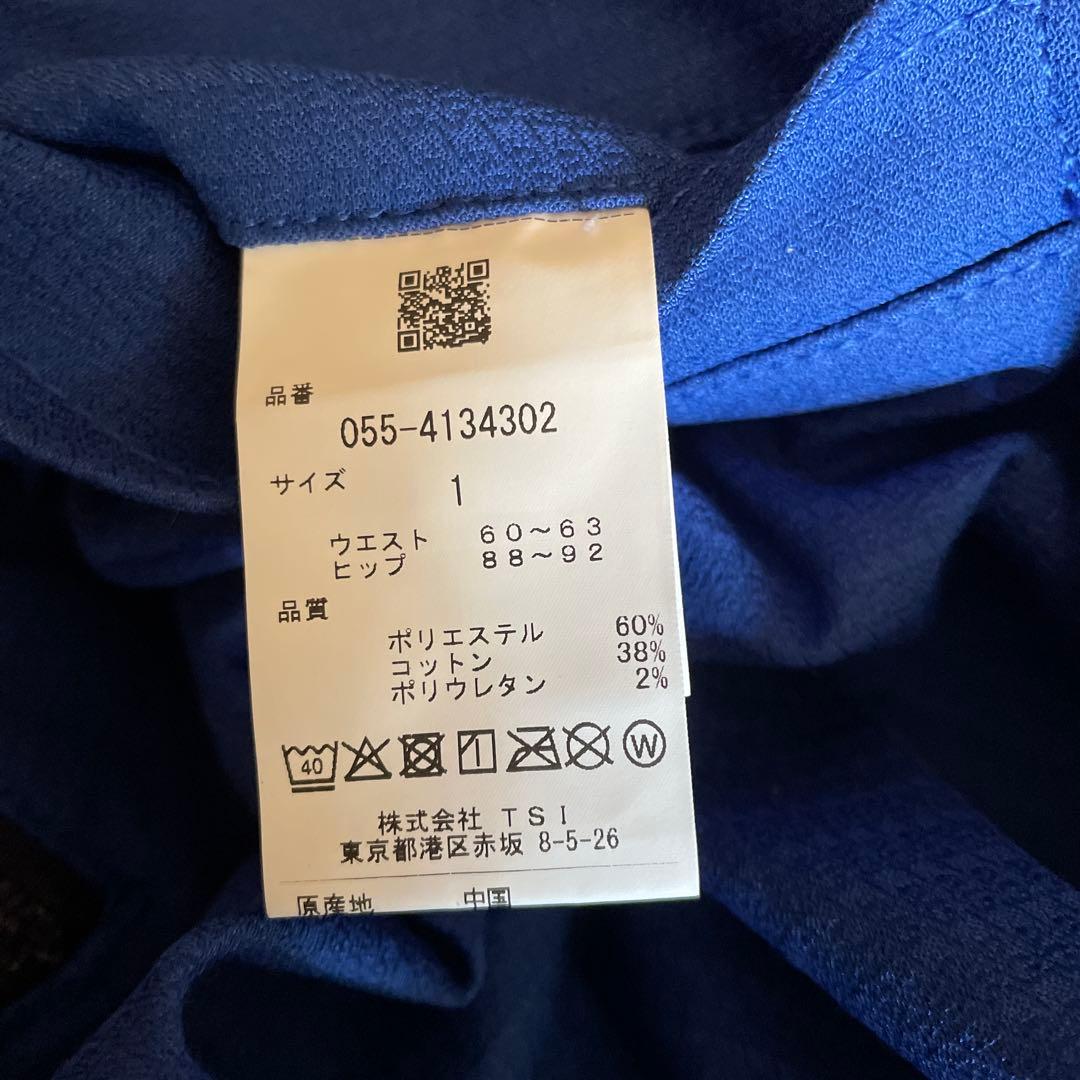 品番
055-4134302
サイズ 1
ウエスト 60～63
ヒップ 88～92
品質
ポリエステル 60%
コットン 38%
ポリウレタン 2%
40 W
株式会社 TSI
東京都港区赤坂 8-5-26
原産地 中国